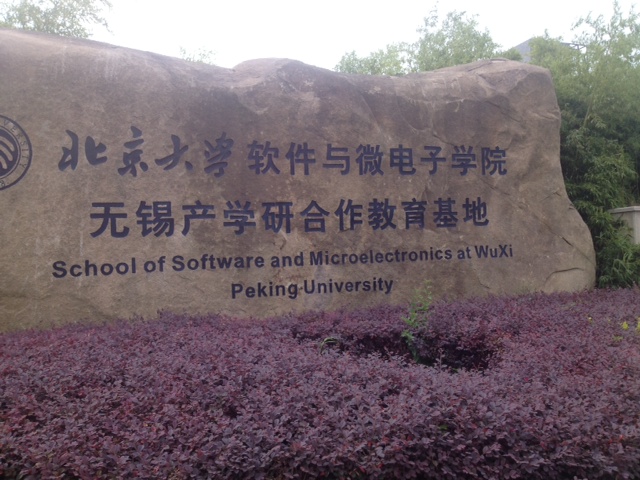 北京大学软件与微电子学院
无锡产学研合作教育基地
School of Software and Microelectronics at WuXi
Peking University